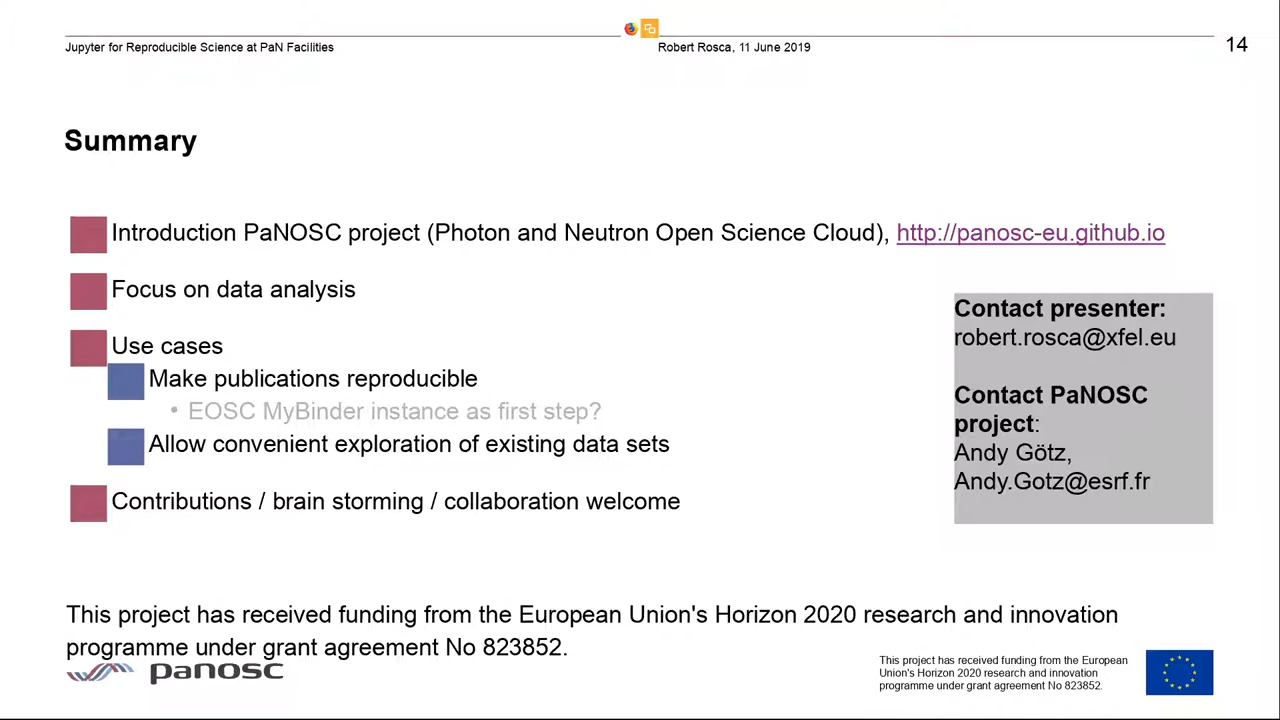 Jupyter for Reproducible Science at PaN Facilities
Robert Rosca, 11 June 2019
14
Summary
Introduction PaNOSC project (Photon and Neutron Open Science Cloud), http://panosc-eu.github.io
Focus on data analysis
Use cases
Make publications reproducible
• EOSC MyBinder instance as first step?
Allow convenient exploration of existing data sets
Contributions / brain storming / collaboration welcome
Contact presenter:
robert.rosca@xfel.eu
Contact PaNOSC
project:
Andy Götz,
Andy.Gotz@esrf.fr
This project has received funding from the European Union's Horizon 2020 research and innovation
programme under grant agreement No 823852.
panosc
This project has received funding from the European
Union's Horizon 2020 research and innovation
programme under grant agreement No 823852.